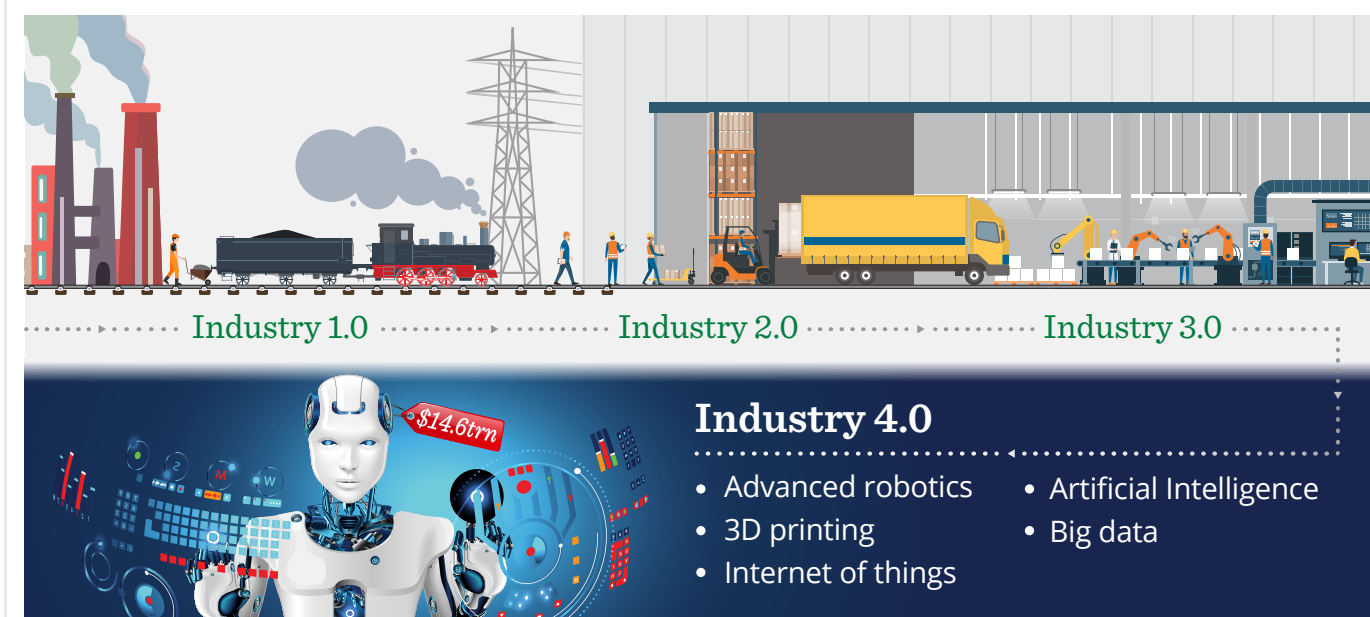 Industry 1.0
Industry 2.0
Industry 3.0
$14.6trn
Industry 4.0
Advanced robotics
3D printing
Internet of things
Artificial Intelligence
Big data
2
M
W